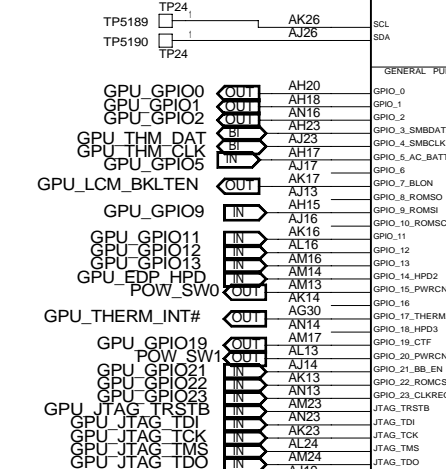 TP24
TP5189 1 AK26 SCL
TP5190 1 AJ26 SDA
TP24
GENERAL PU
GPU_GPIO0 OUT AH20 GPIO_0
GPU_GPIO1 OUT AH18 GPIO_1
GPU_GPIO2 OUT AN16 GPIO_2
GPU_THM_DAT BI AH23 GPIO_3_SMBDAT
GPU_THM_CLK BI AJ23 GPIO_4_SMBCLK
GPU_GPIO5 IN AH17 GPIO_5_AC_BATT
AJ17 GPIO_6
GPU_LCM_BKLTEN OUT AK17 GPIO_7_BLON
AJ13 GPIO_8_ROMSO
GPU_GPIO9 IN AH15 GPIO_9_ROMSI
AJ16 GPIO_10_ROMSC
GPU_GPIO11 IN AK16 GPIO_11
GPU_GPIO12 IN AL16 GPIO_12
GPU_GPIO13 IN AM16 GPIO_13
GPU_EDP_HPD IN AM14 GPIO_14_HPD2
POW_SW0 OUT AM13 GPIO_15_PWRCN
AK14 GPIO_16
GPU_THERM_INT# OUT AG30 GPIO_17_THERM
AN14 GPIO_18_HPD3
GPU_GPIO19 OUT AM17 GPIO_19_CTF
POW_SW1 OUT AL13 GPIO_20_PWRCN
GPU_GPIO21 IN AJ14 GPIO_21_BB_EN
GPU_GPIO22 IN AK13 GPIO_22_ROMCS
GPU_GPIO23 IN AN13 GPIO_23_CLKREQ
GPU_JTAG_TRSTB IN AM23 JTAG_TRSTB
GPU_JTAG_TDI IN AN23 JTAG_TDI
GPU_JTAG_TCK IN AK23 JTAG_TCK
GPU_JTAG_TMS IN AL24 JTAG_TMS
GPU_JTAG_TDO IN AM24 JTAG_TDO